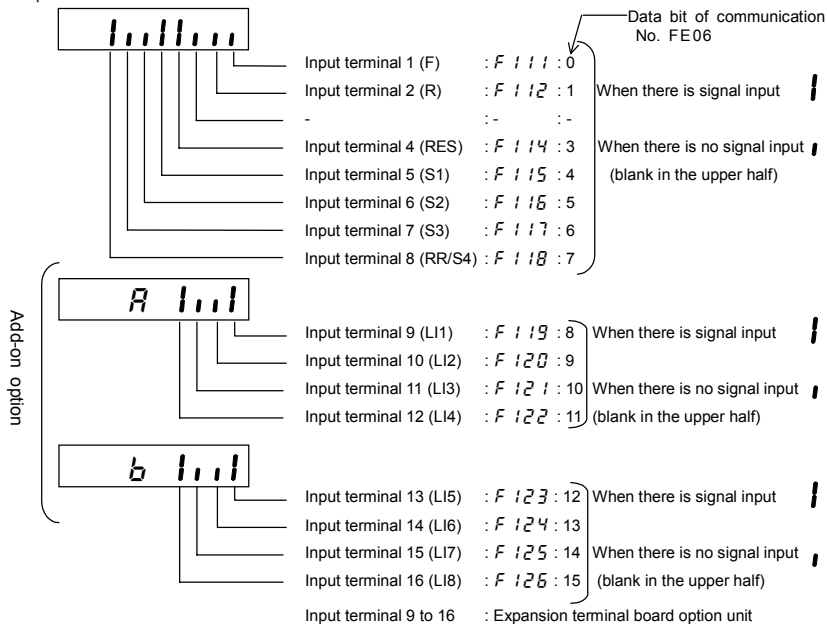 Data bit of communication
No. FE06
Input terminal 1 (F) : F111 : 0
Input terminal 2 (R) : F112 : 1 When there is signal input
- : - : -
Input terminal 4 (RES) : F114 : 3 When there is no signal input
Input terminal 5 (S1) : F115 : 4 (blank in the upper half)
Input terminal 6 (S2) : F116 : 5
Input terminal 7 (S3) : F117 : 6
Input terminal 8 (RR/S4) : F118 : 7
Add-on option
A
Input terminal 9 (LI1) : F119 : 8 When there is signal input
Input terminal 10 (LI2) : F120 : 9
Input terminal 11 (LI3) : F121 : 10 When there is no signal input
Input terminal 12 (LI4) : F122 : 11 (blank in the upper half)
b
Input terminal 13 (LI5) : F123 : 12 When there is signal input
Input terminal 14 (LI6) : F124 : 13
Input terminal 15 (LI7) : F125 : 14 When there is no signal input
Input terminal 16 (LI8) : F126 : 15 (blank in the upper half)
Input terminal 9 to 16 : Expansion terminal board option unit